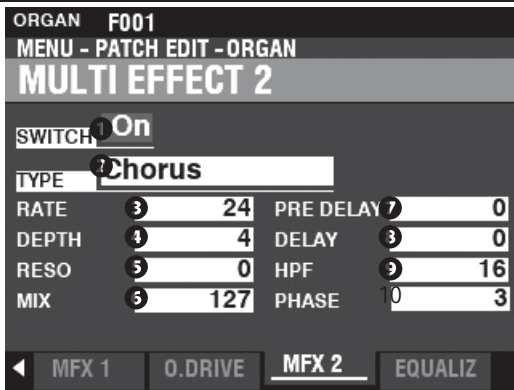 ORGAN F001
MENU - PATCH EDIT - ORGAN
MULTI EFFECT 2
SWITCH 1 On
TYPE 2 Chorus
RATE 3 24 PRE DELAY 7 0
DEPTH 4 4 DELAY 8 0
RESO 5 0 HPF 9 16
MIX 6 127 PHASE 10 3
MFX 1 O.DRIVE MFX 2 EQUALIZ